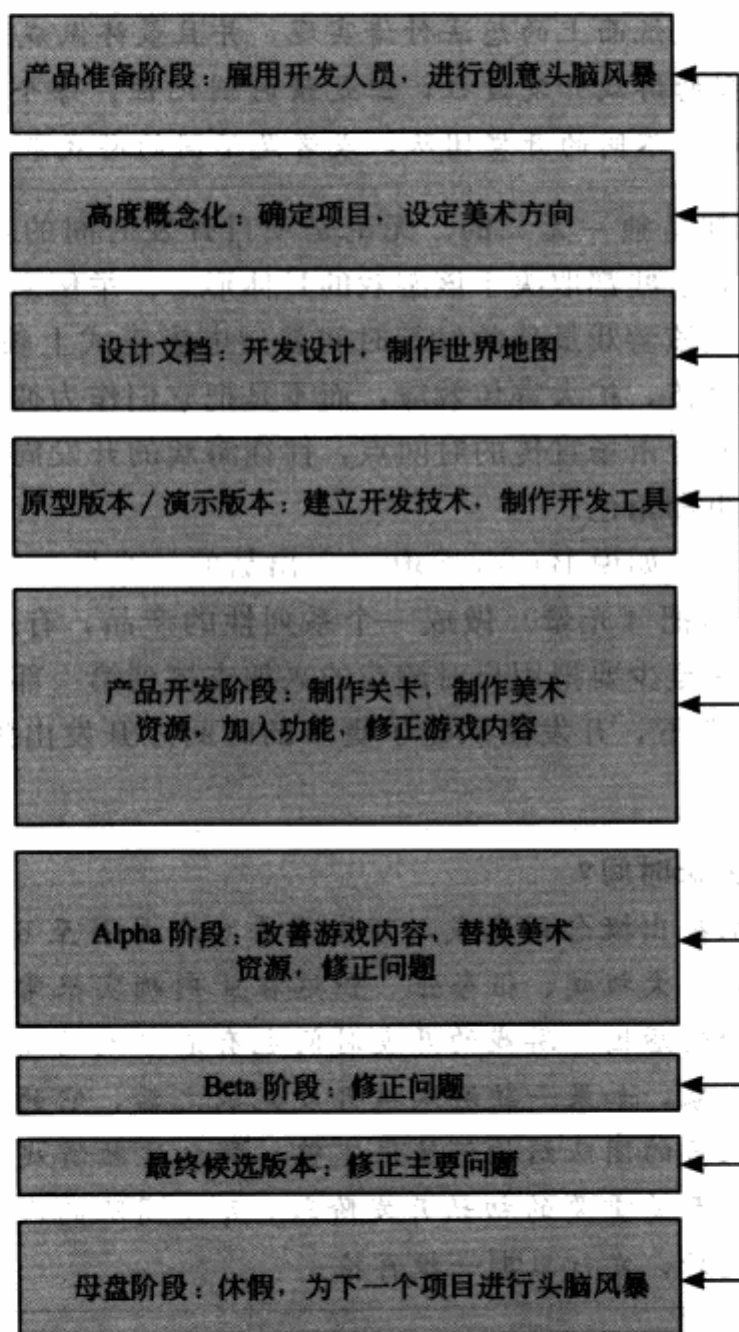 产品准备阶段：雇用开发人员，进行创意头脑风暴
高度概念化：确定项目，设定美术方向
设计文档：开发设计，制作世界地图
原型版本／演示版本：建立开发技术，制作开发工具
产品开发阶段：制作关卡，制作美术
资源，加入功能，修正游戏内容
Alpha 阶段：改善游戏内容，替换美术
资源，修正问题
Beta 阶段：修正问题
最终候选版本：修正主要问题
母盘阶段：休假，为下一个项目进行头脑风暴